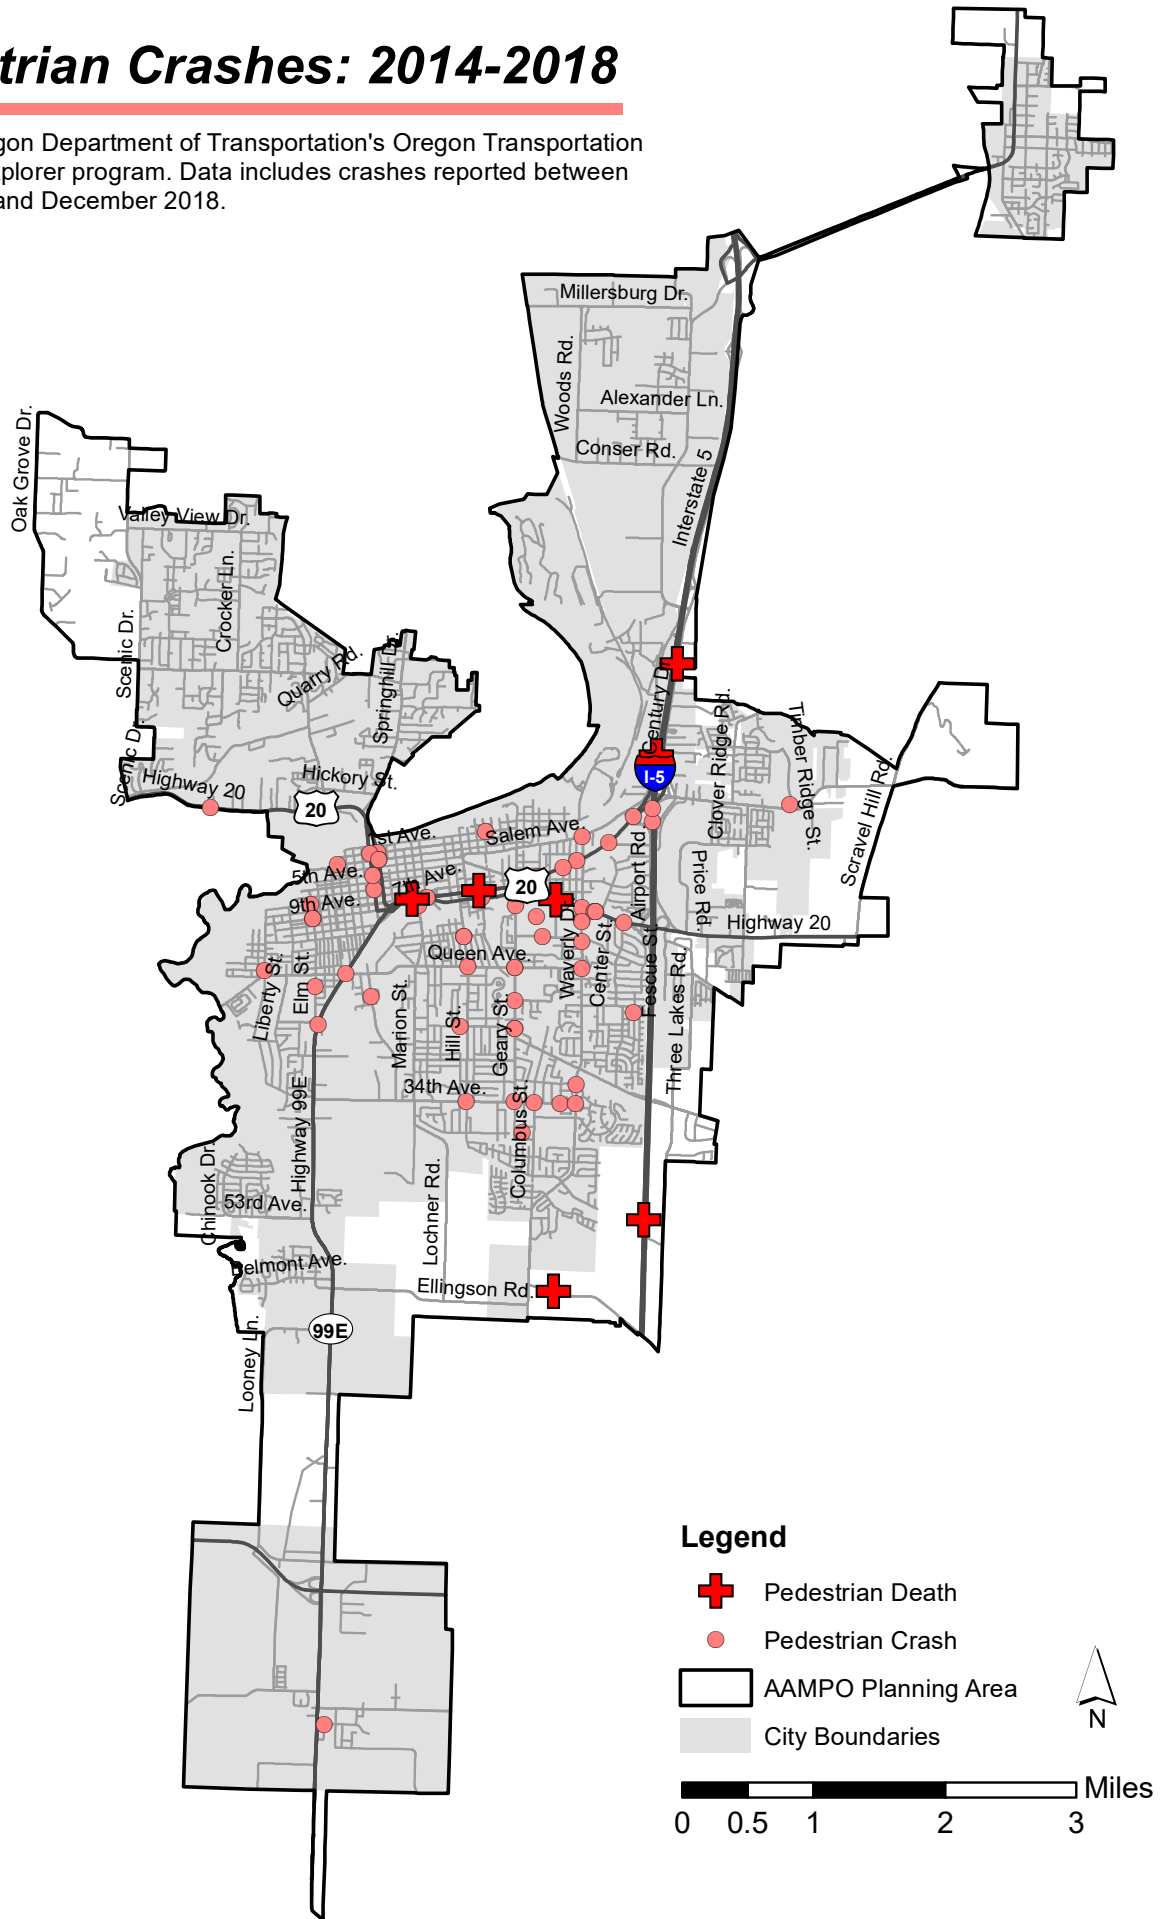 trian Crashes: 2014-2018
gon Department of Transportation's Oregon Transportation
plorer program. Data includes crashes reported between
and December 2018.
Millersburg Dr.
Woods Rd.
Alexander Ln.
Conser Rd.
Interstate 5
Oak Grove Dr.
Valley View Dr.
Crocker Ln.
Scenic Dr.
Quarry Rd.
Springhill Dr.
Scenic Dr.
Highway 20
Hickory St.
20
Century D
I-5
Clover Ridge Rd.
Timber Ridge St.
Scravel Hill Rd.
st Ave.
Salem Ave.
5th Ave.
7th Ave.
20
9th Ave.
Airport Rd.
Price Rd.
Highway 20
Waverly D
Queen Ave.
Center St.
Fescue St.
Three Lakes Rd.
Liberty St.
Elm St.
Marion St.
Hill St.
Geary St.
34th Ave.
Highway 99E
Columbus St.
Chinook Dr.
53rd Ave.
Lochner Rd.
Belmont Ave.
Ellingson Rd.
99E
Looney Ln.
Legend
Pedestrian Death
Pedestrian Crash
AAMPO Planning Area
City Boundaries
N
Miles
0 0.5 1 2 3